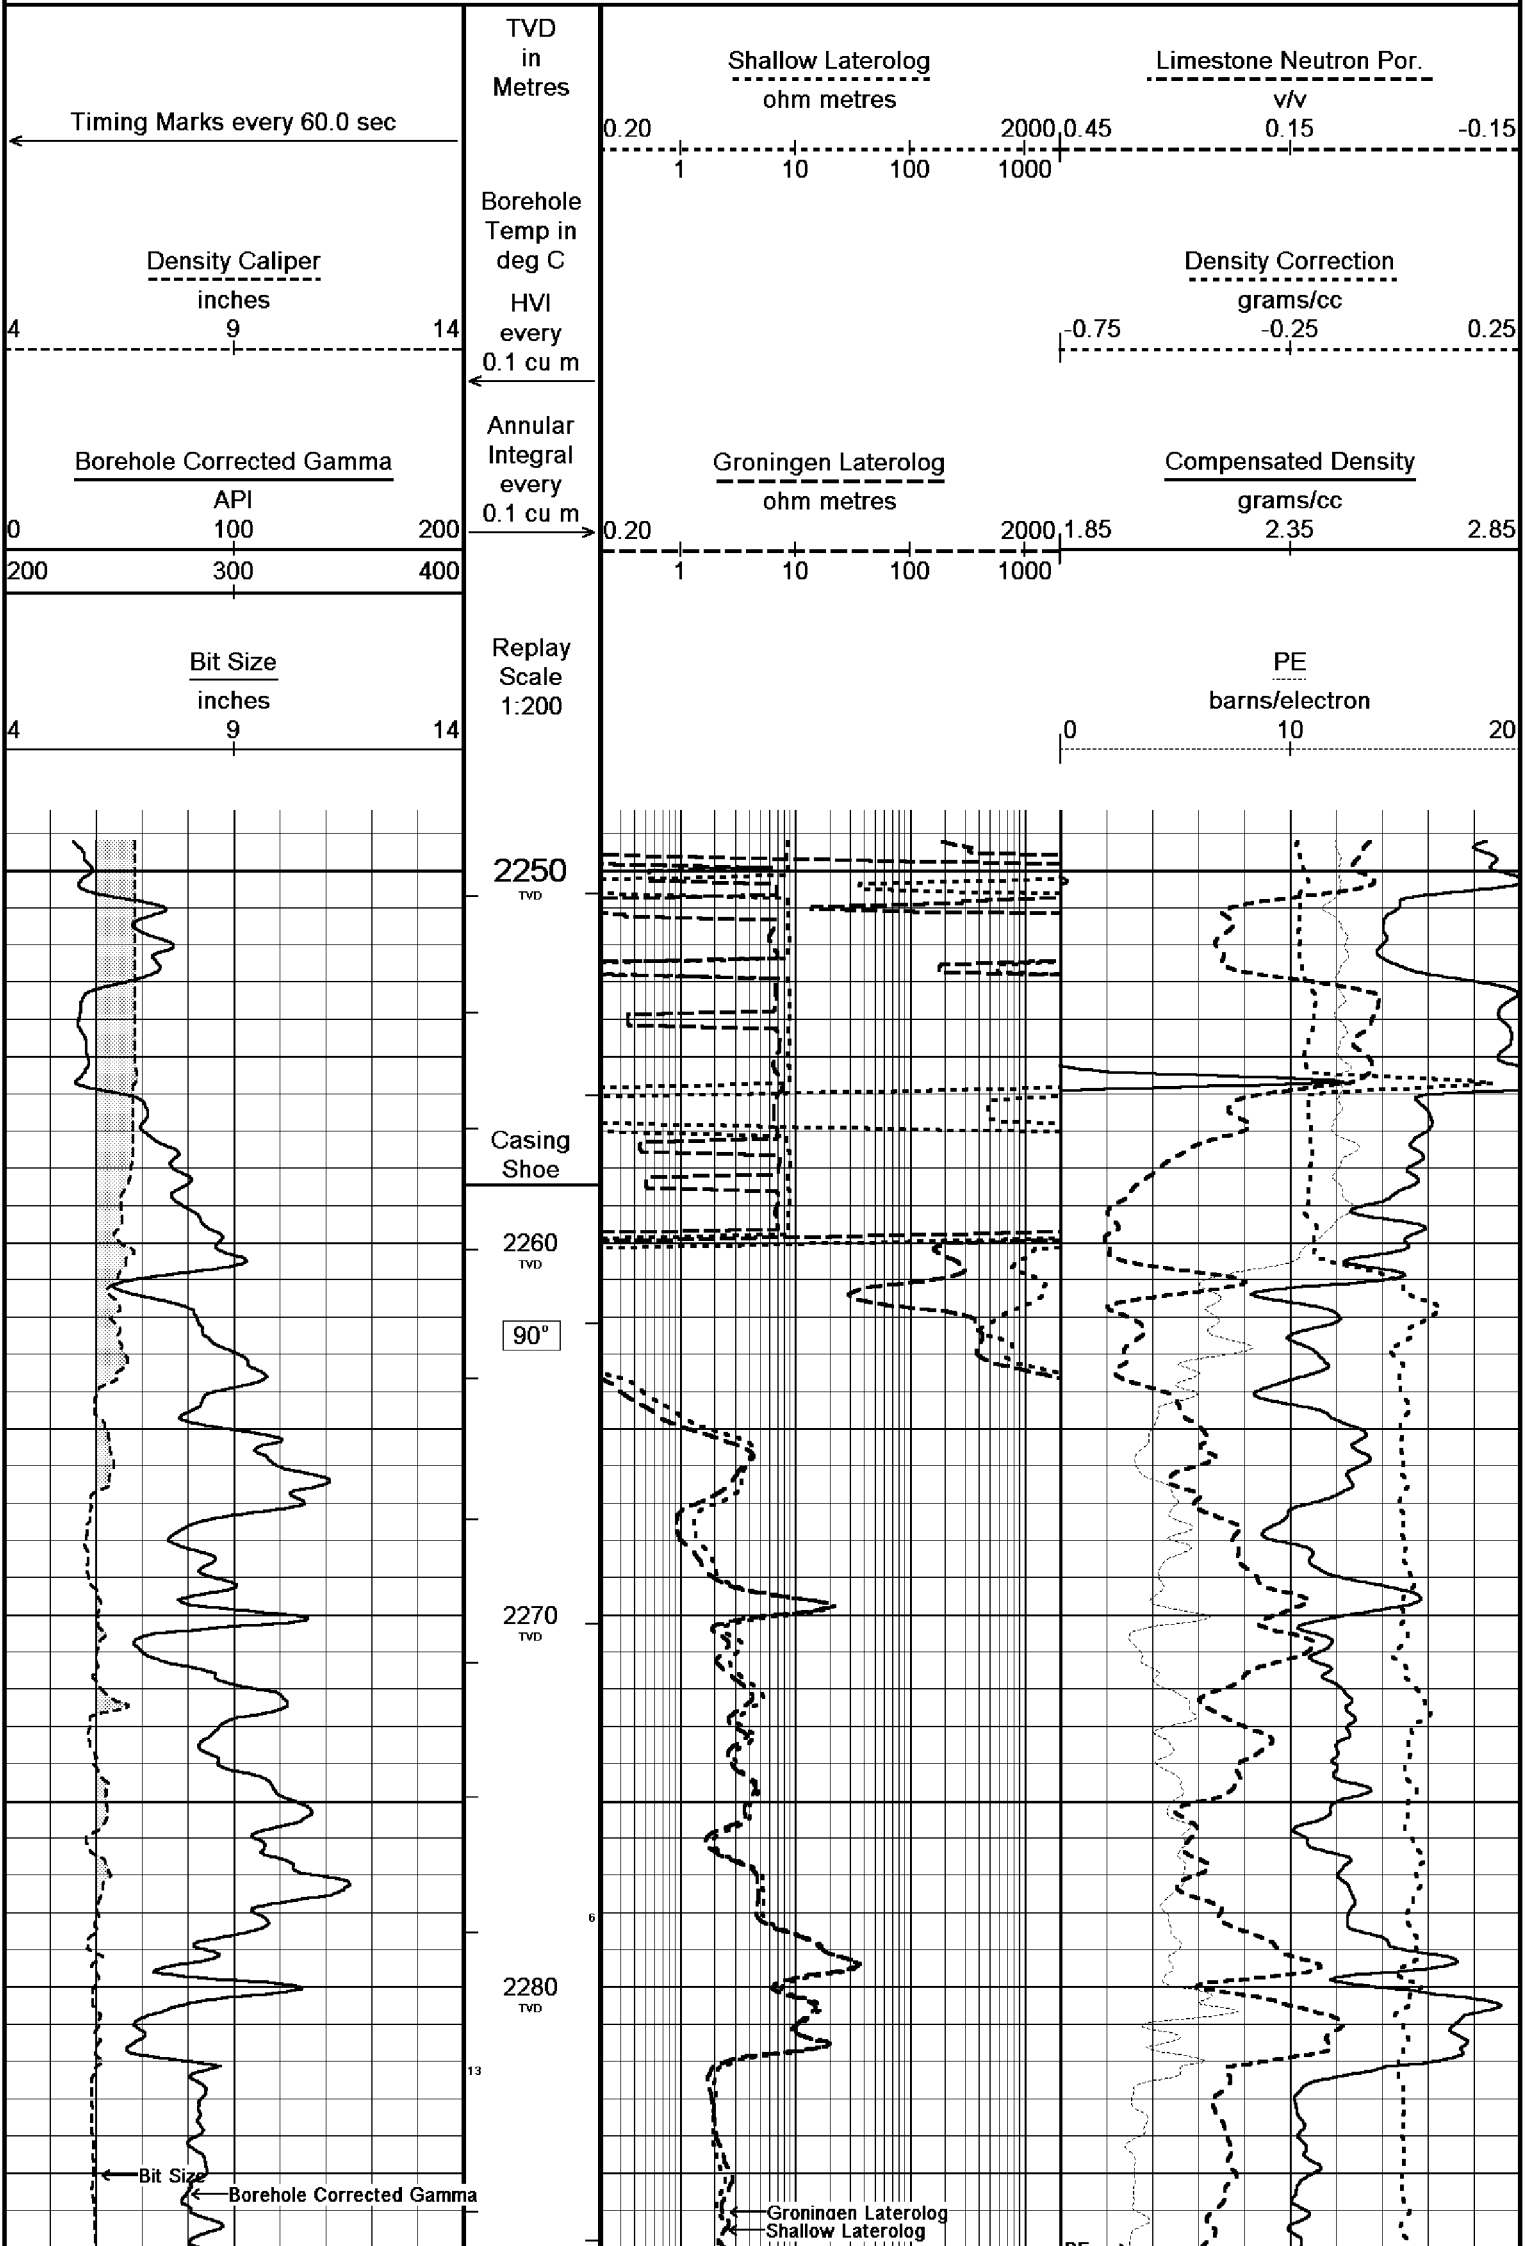 Timing Marks every 60.0 sec
Density Caliper
inches
4 9 14
Borehole Corrected Gamma
API
0 100 200
200 300 400
Bit Size
inches
4 9 14
TVD
in
Metres
Borehole
Temp in
deg C
HVI
every
0.1 cu m
Annular
Integral
every
0.1 cu m
Replay
Scale
1:200
Shallow Laterolog
ohm metres
0.20 2000
1 10 100 1000
Groningen Laterolog
ohm metres
0.20 2000
1 10 100 1000
Limestone Neutron Por.
v/v
0.45 0.15 -0.15
Density Correction
grams/cc
-0.75 -0.25 0.25
Compensated Density
grams/cc
1.85 2.35 2.85
PE
barns/electron
0 10 20
2250
TVD
Casing
Shoe
2260
TVD
90°
2270
TVD
6
2280
TVD
13
Bit Size
Borehole Corrected Gamma
Groningen Laterolog
Shallow Laterolog